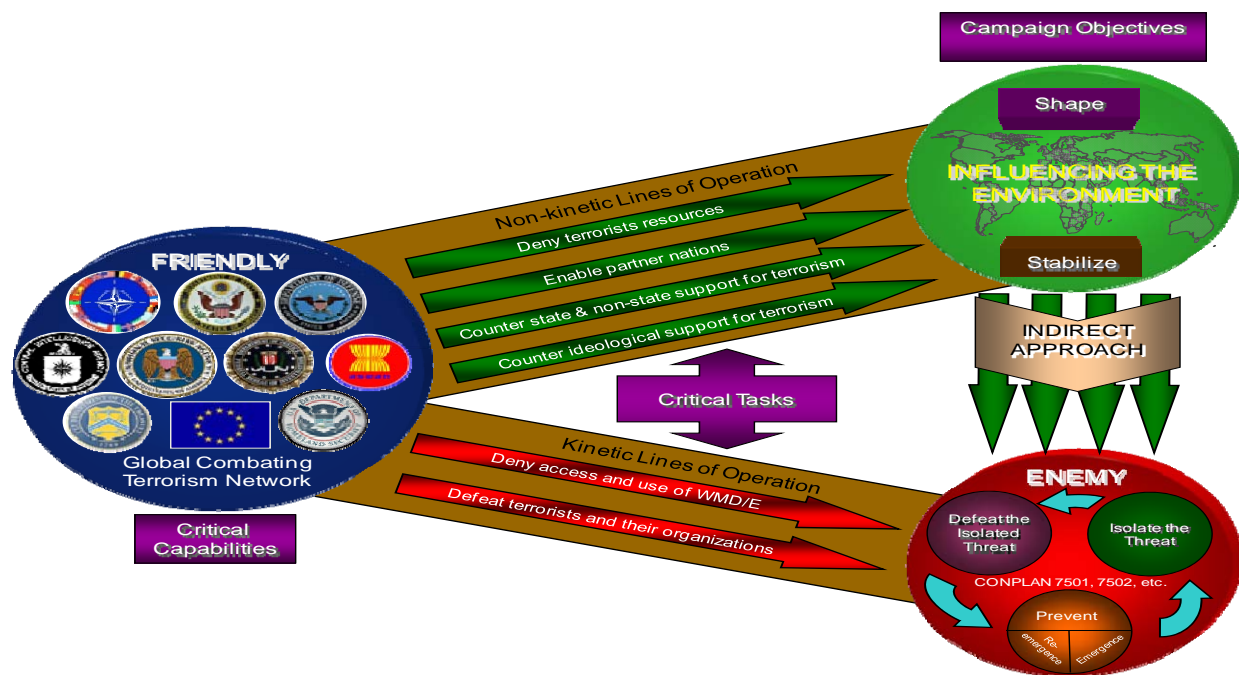 Campaign Objectives
Shape
INFLUENCING THE
ENVIRONMENT
Stabilize
Non-kinetic Lines of Operation
Deny terrorists resources
Enable partner nations
Counter state & non-state support for terrorism
Counter ideological support for terrorism
FRIENDLY
Global Combating
Terrorism Network
Critical
Capabilities
Critical Tasks
INDIRECT
APPROACH
Kinetic Lines of Operation
Deny access and use of WMD/E
Defeat terrorists and their organizations
ENEMY
Defeat the
Isolated
Threat
Isolate the
Threat
CONPLAN 7501, 7502, etc.
Prevent
Re-
emergence
Emergence